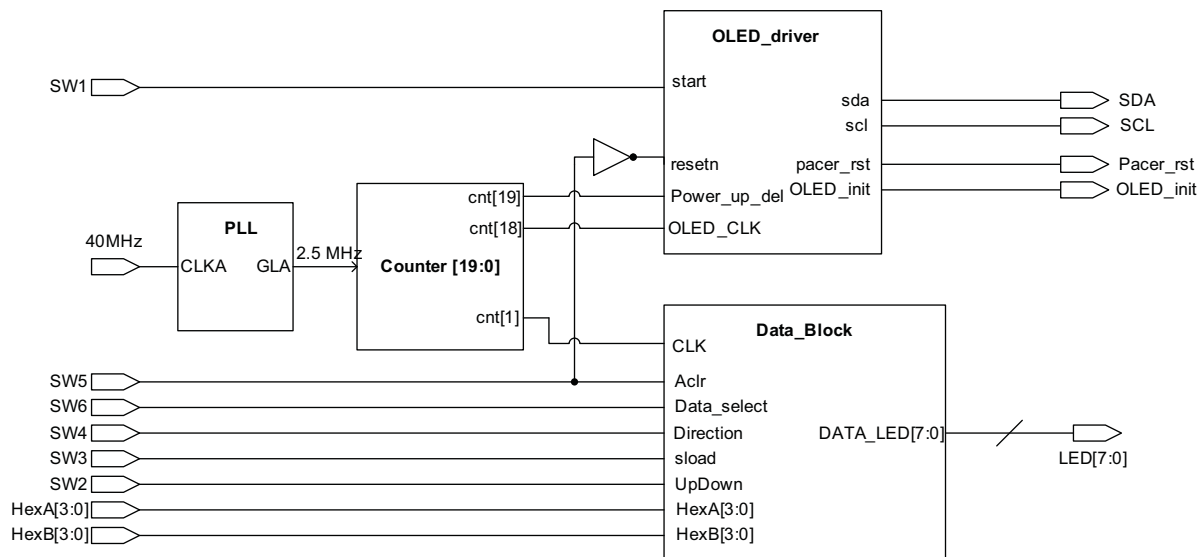 OLED_driver
SW1
start
sda
SDA
scl
SCL
resetn
pacer_rst
Pacer_rst
cnt[19]
Power_up_del
OLED_init
OLED_init
cnt[18]
OLED_CLK
PLL
40MHz
2.5 MHz
CLKA
GLA
Counter [19:0]
cnt[1]
Data_Block
CLK
SW5
Aclr
SW6
Data_select
SW4
Direction
DATA_LED[7:0]
SW3
sload
LED[7:0]
SW2
UpDown
HexA[3:0]
HexA[3:0]
HexB[3:0]
HexB[3:0]